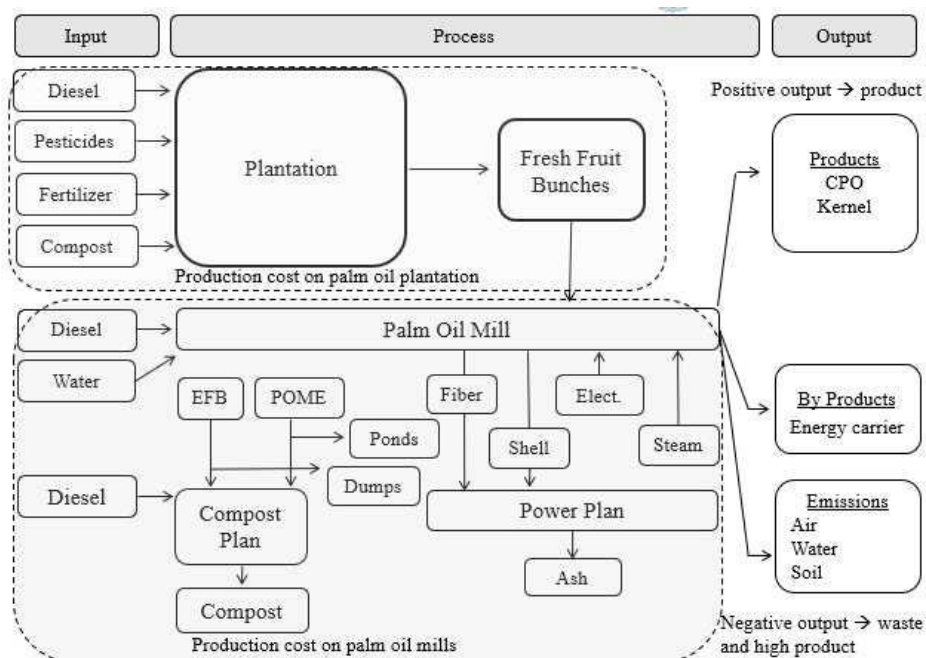 Input
Process
Output
Diesel
Pesticides
Fertilizer
Compost
Plantation
Fresh Fruit
Bunches
Production cost on palm oil plantation
Positive output → product
Products
CPO
Kernel
Diesel
Water
Palm Oil Mill
EFB
POME
Fiber
Elect.
Ponds
Shell
Steam
Dumps
Diesel
Compost
Plan
Power Plan
Ash
Compost
Production cost on palm oil mills
By Products
Energy carrier
Emissions
Air
Water
Soil
Negative output → waste
and high product